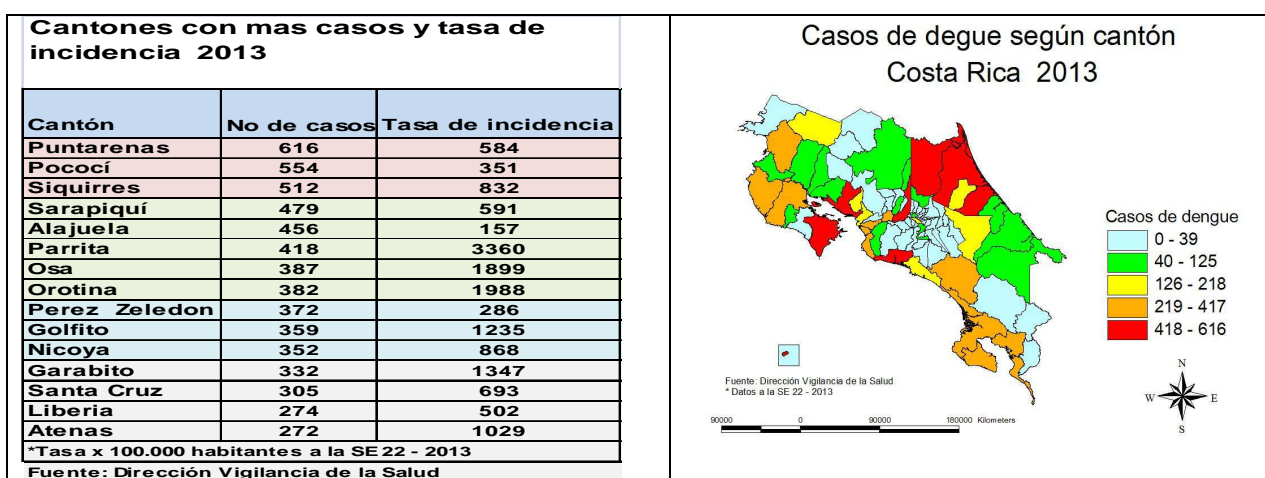 Cantones con mas casos y tasa de
incidencia 2013
Cantón No de casos Tasa de incidencia
Puntarenas 616 584
Pococí 554 351
Siquirres 512 832
Sarapiquí 479 591
Alajuela 456 157
Parrita 418 3360
Osa 387 1899
Orotina 382 1988
Perez Zeledon 372 286
Golfito 359 1235
Nicoya 352 868
Garabito 332 1347
Santa Cruz 305 693
Liberia 274 502
Atenas 272 1029
*Tasa x 100.000 habitantes a la SE 22 - 2013
Fuente: Dirección Vigilancia de la Salud
Casos de degue según cantón
Costa Rica 2013
Casos de dengue
0 - 39
40 - 125
126 - 218
219 - 417
418 - 616
Fuente: Dirección Vigilancia de la Salud
* Datos a la SE 22 - 2013
90000 0 90000 180000 Kilometers
N
W E
S